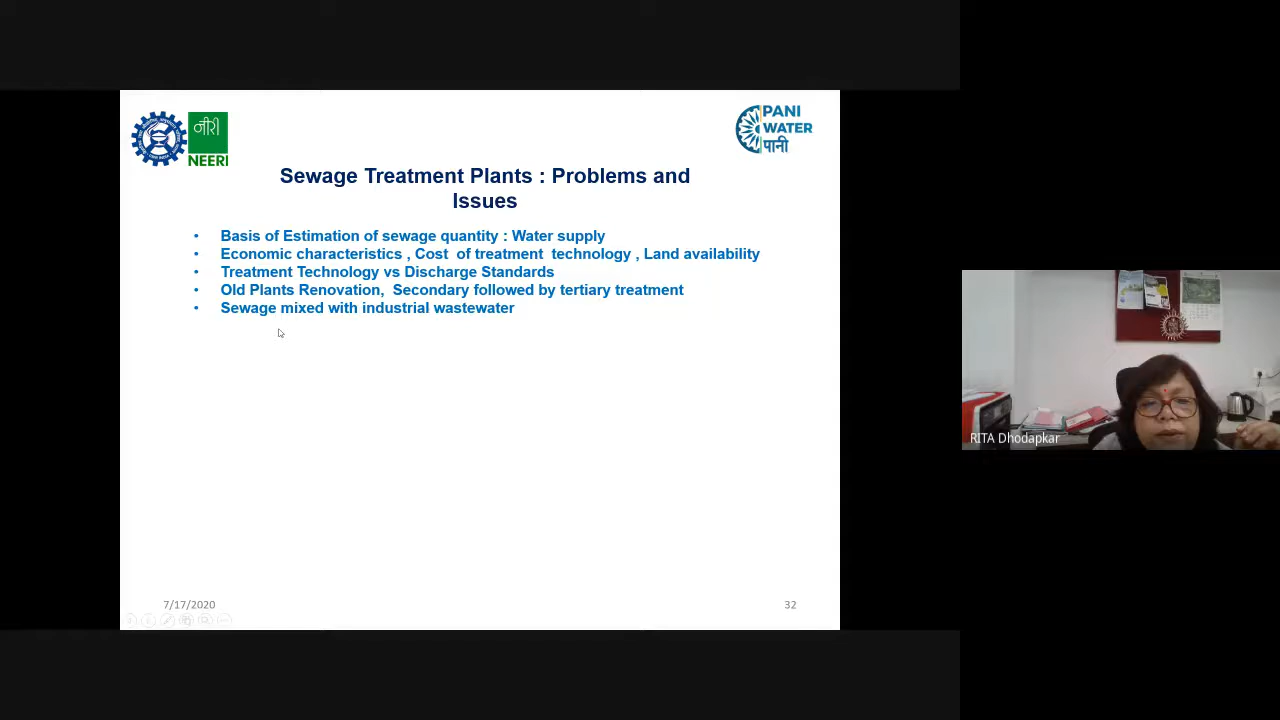 नीरी
NEERI
PANI
WATER
पानी
Sewage Treatment Plants : Problems and
Issues
• Basis of Estimation of sewage quantity : Water supply
• Economic characteristics , Cost of treatment technology , Land availability
• Treatment Technology vs Discharge Standards
• Old Plants Renovation, Secondary followed by tertiary treatment
• Sewage mixed with industrial wastewater
RITA Dhodapkar
7/17/2020
32